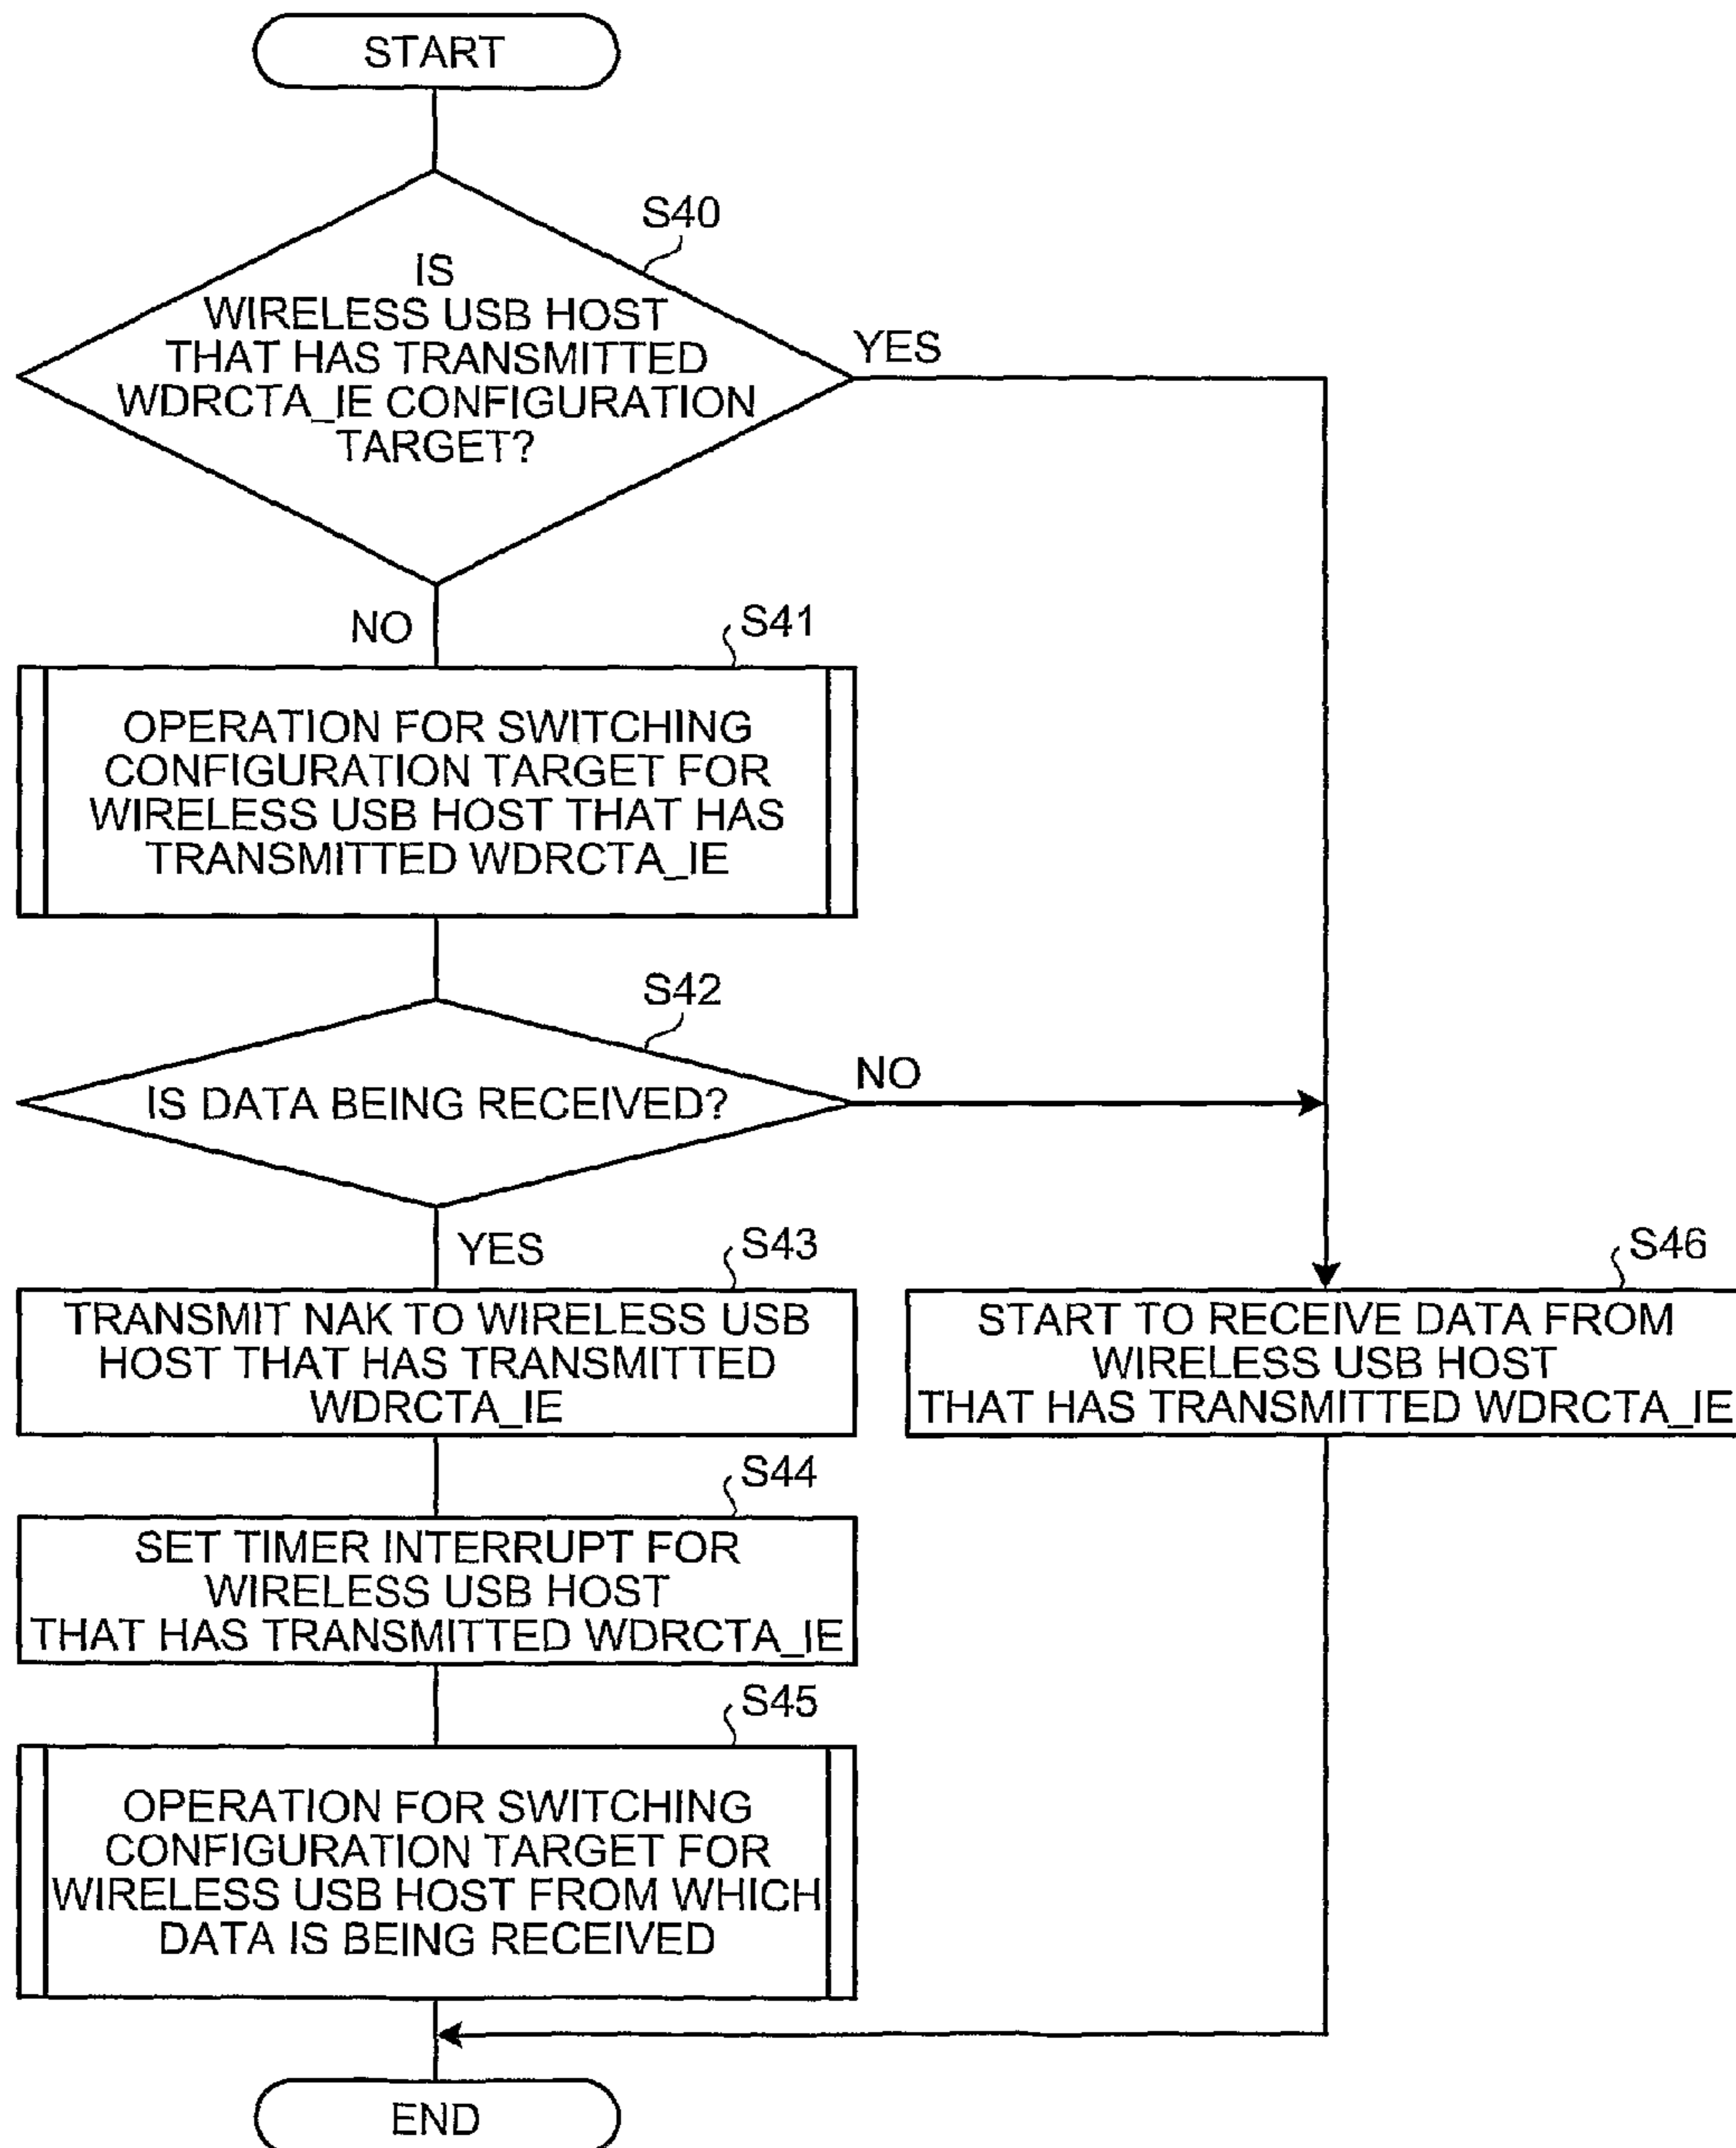 START
S40
IS
WIRELESS USB HOST
THAT HAS TRANSMITTED
WDRCTA_IE CONFIGURATION
TARGET?
YES
NO
S41
OPERATION FOR SWITCHING
CONFIGURATION TARGET FOR
WIRELESS USB HOST THAT HAS
TRANSMITTED WDRCTA_IE
S42
IS DATA BEING RECEIVED?
NO
YES
S43
TRANSMIT NAK TO WIRELESS USB
HOST THAT HAS TRANSMITTED
WDRCTA_IE
S46
START TO RECEIVE DATA FROM
WIRELESS USB HOST
THAT HAS TRANSMITTED WDRCTA_IE
S44
SET TIMER INTERRUPT FOR
WIRELESS USB HOST
THAT HAS TRANSMITTED WDRCTA_IE
S45
OPERATION FOR SWITCHING
CONFIGURATION TARGET FOR
WIRELESS USB HOST FROM WHICH
DATA IS BEING RECEIVED
END